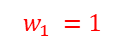 w₁ = 1